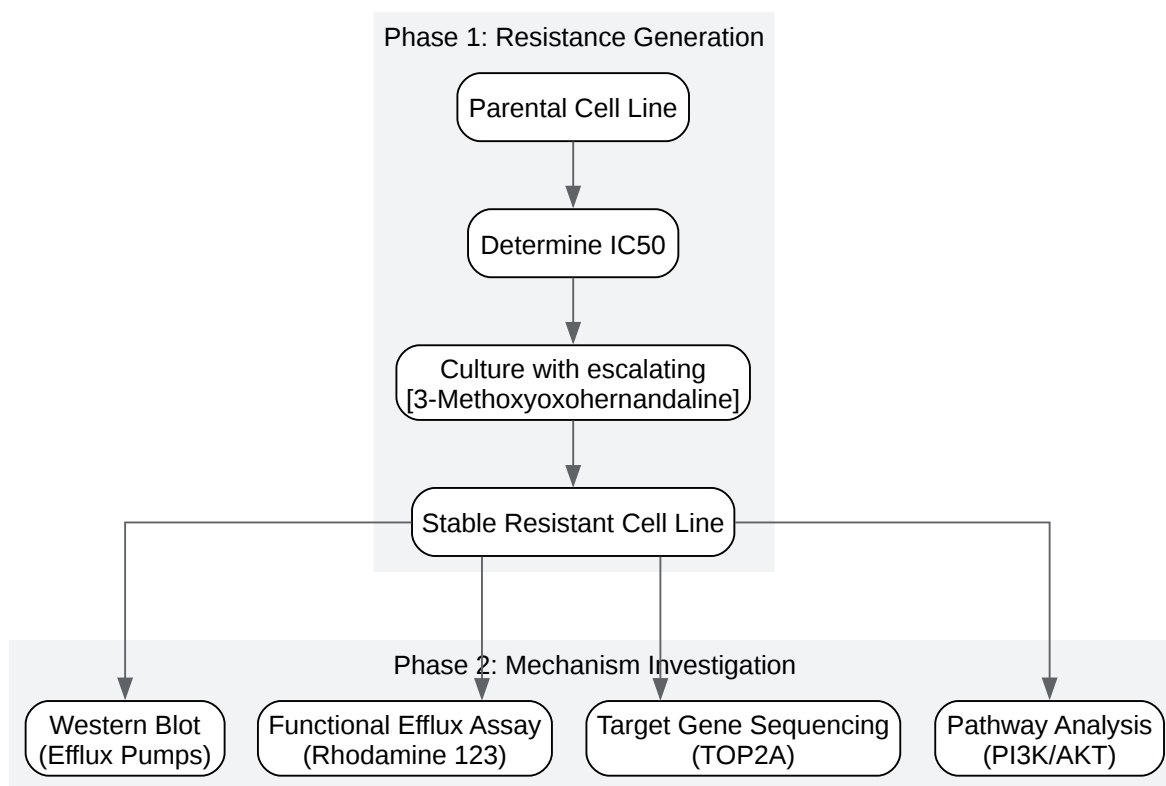 Phase 1: Resistance Generation
Parental Cell Line
Determine IC50
Culture with escalating
[3-Methoxyoxohernandaline]
Stable Resistant Cell Line
Phase 2: Mechanism Investigation
Western Blot
(Efflux Pumps)
Functional Efflux Assay
(Rhodamine 123)
Target Gene Sequencing
(TOP2A)
Pathway Analysis
(PI3K/AKT)